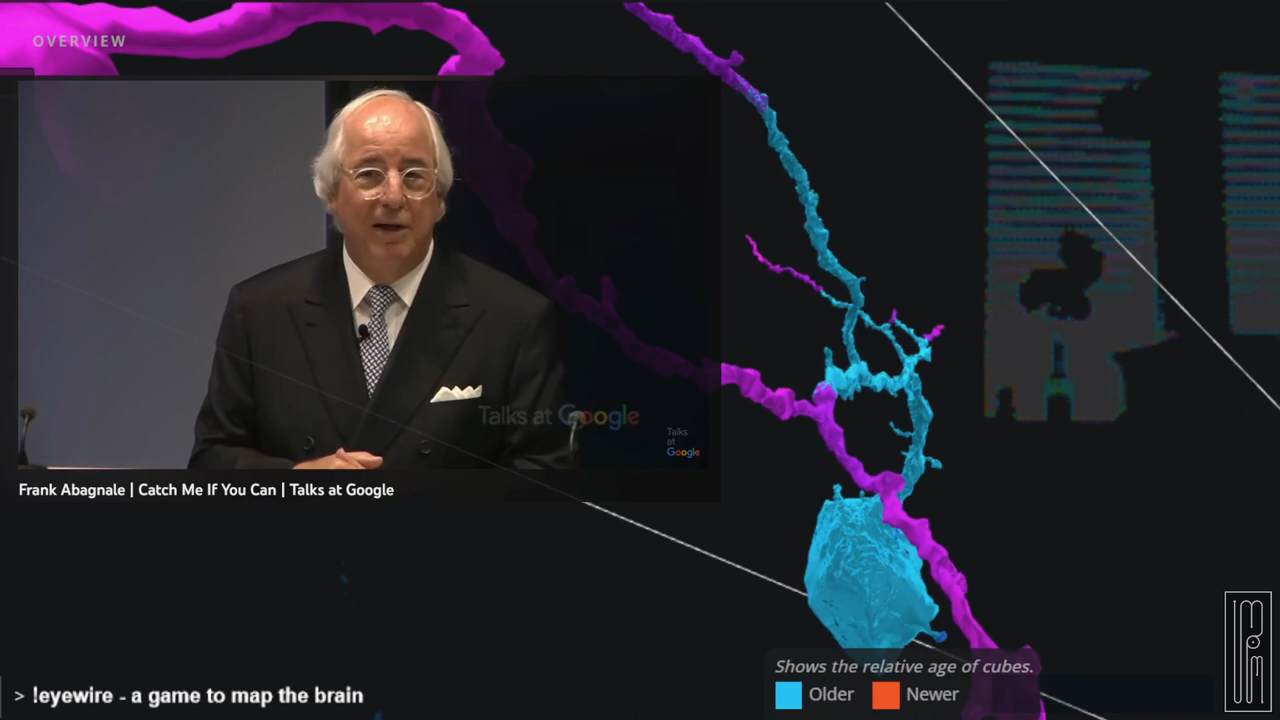 OVERVIEW
Talks at Google
Talks
at
Google
Frank Abagnale | Catch Me If You Can | Talks at Google
Shows the relative age of cubes.
Older
Newer
> !eyewire - a game to map the brain